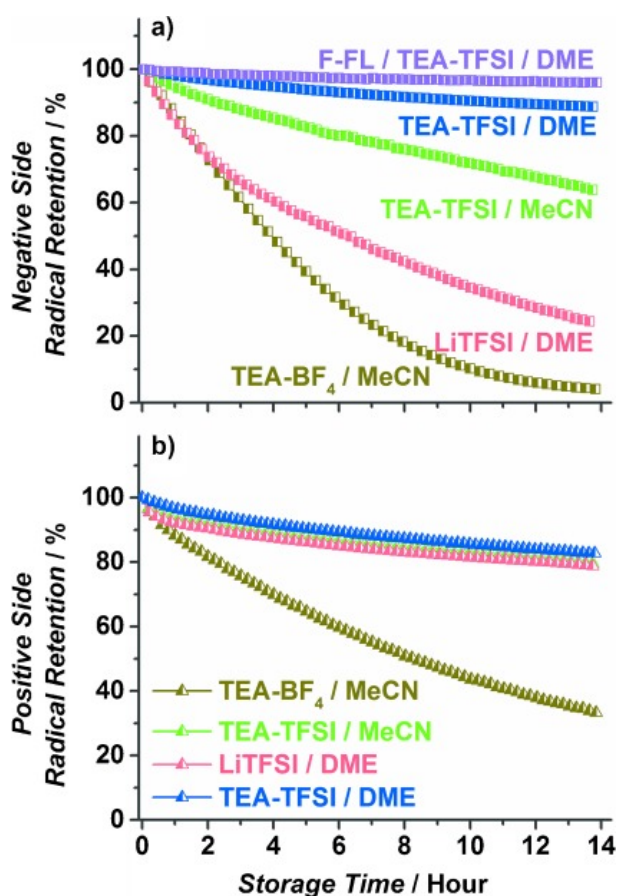 a)
F-FL / TEA-TFSI / DME
TEA-TFSI / DME
TEA-TFSI / MeCN
LiTFSI / DME
TEA-BF₄ / MeCN
Negative Side
Radical Retention / %
100
80
60
40
20
0
b)
TEA-BF₄ / MeCN
TEA-TFSI / MeCN
LiTFSI / DME
TEA-TFSI / DME
Positive Side
Radical Retention / %
100
80
60
40
20
0
0 2 4 6 8 10 12 14
Storage Time / Hour